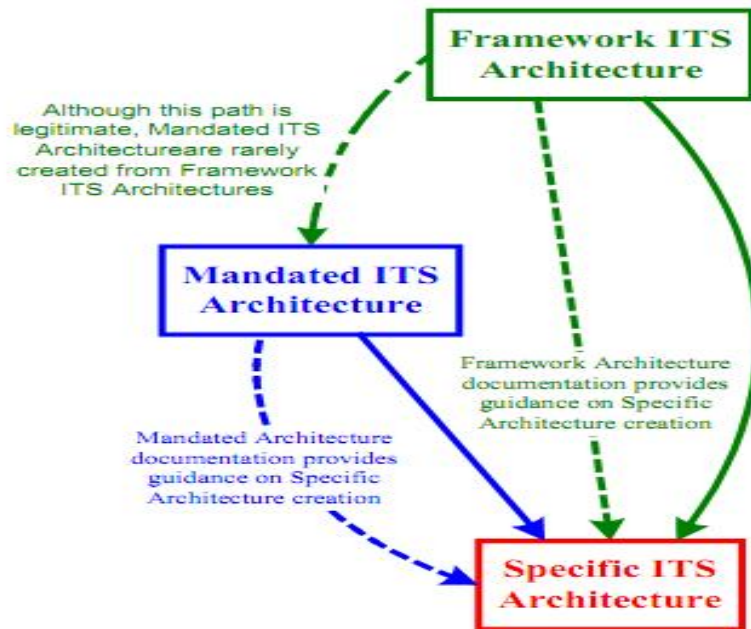 Framework ITS
Architecture
Although this path is
legitimate, Mandated ITS
Architectureare rarely
created from Framework
ITS Architectures
Mandated ITS
Architecture
Framework Architecture
documentation provides
guidance on Specific
Architecture creation
Mandated Architecture
documentation provides
guidance on Specific
Architecture creation
Specific ITS
Architecture